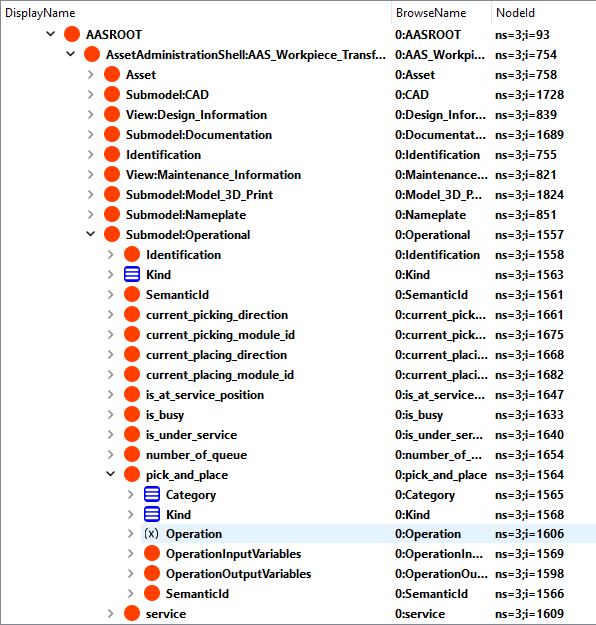 DisplayName BrowseName NodeId
AASROOT 0:AASROOT ns=3;i=93
AssetAdministrationShell:AAS_Workpiece_Transf... 0:AAS_Workpi... ns=3;i=754
Asset 0:Asset ns=3;i=758
Submodel:CAD 0:CAD ns=3;i=1728
View:Design_Information 0:Design_Infor... ns=3;i=839
Submodel:Documentation 0:Documentat... ns=3;i=1689
Identification 0:Identification ns=3;i=755
View:Maintenance_Information 0:Maintenance... ns=3;i=821
Submodel:Model_3D_Print 0:Model_3D_P... ns=3;i=1824
Submodel:Nameplate 0:Nameplate ns=3;i=851
Submodel:Operational 0:Operational ns=3;i=1557
Identification 0:Identification ns=3;i=1558
Kind 0:Kind ns=3;i=1563
SemanticId 0:SemanticId ns=3;i=1561
current_picking_direction 0:current_pick... ns=3;i=1661
current_picking_module_id 0:current_pick... ns=3;i=1675
current_placing_direction 0:current_placi... ns=3;i=1668
current_placing_module_id 0:current_placi... ns=3;i=1682
is_at_service_position 0:is_at_service... ns=3;i=1647
is_busy 0:is_busy ns=3;i=1633
is_under_service 0:is_under_ser... ns=3;i=1640
number_of_queue 0:number_of_... ns=3;i=1654
pick_and_place 0:pick_and_place ns=3;i=1564
Category 0:Category ns=3;i=1565
Kind 0:Kind ns=3;i=1568
(x) Operation 0:Operation ns=3;i=1606
OperationInputVariables 0:OperationIn... ns=3;i=1569
OperationOutputVariables 0:OperationOu... ns=3;i=1598
SemanticId 0:SemanticId ns=3;i=1566
service 0:service ns=3;i=1609